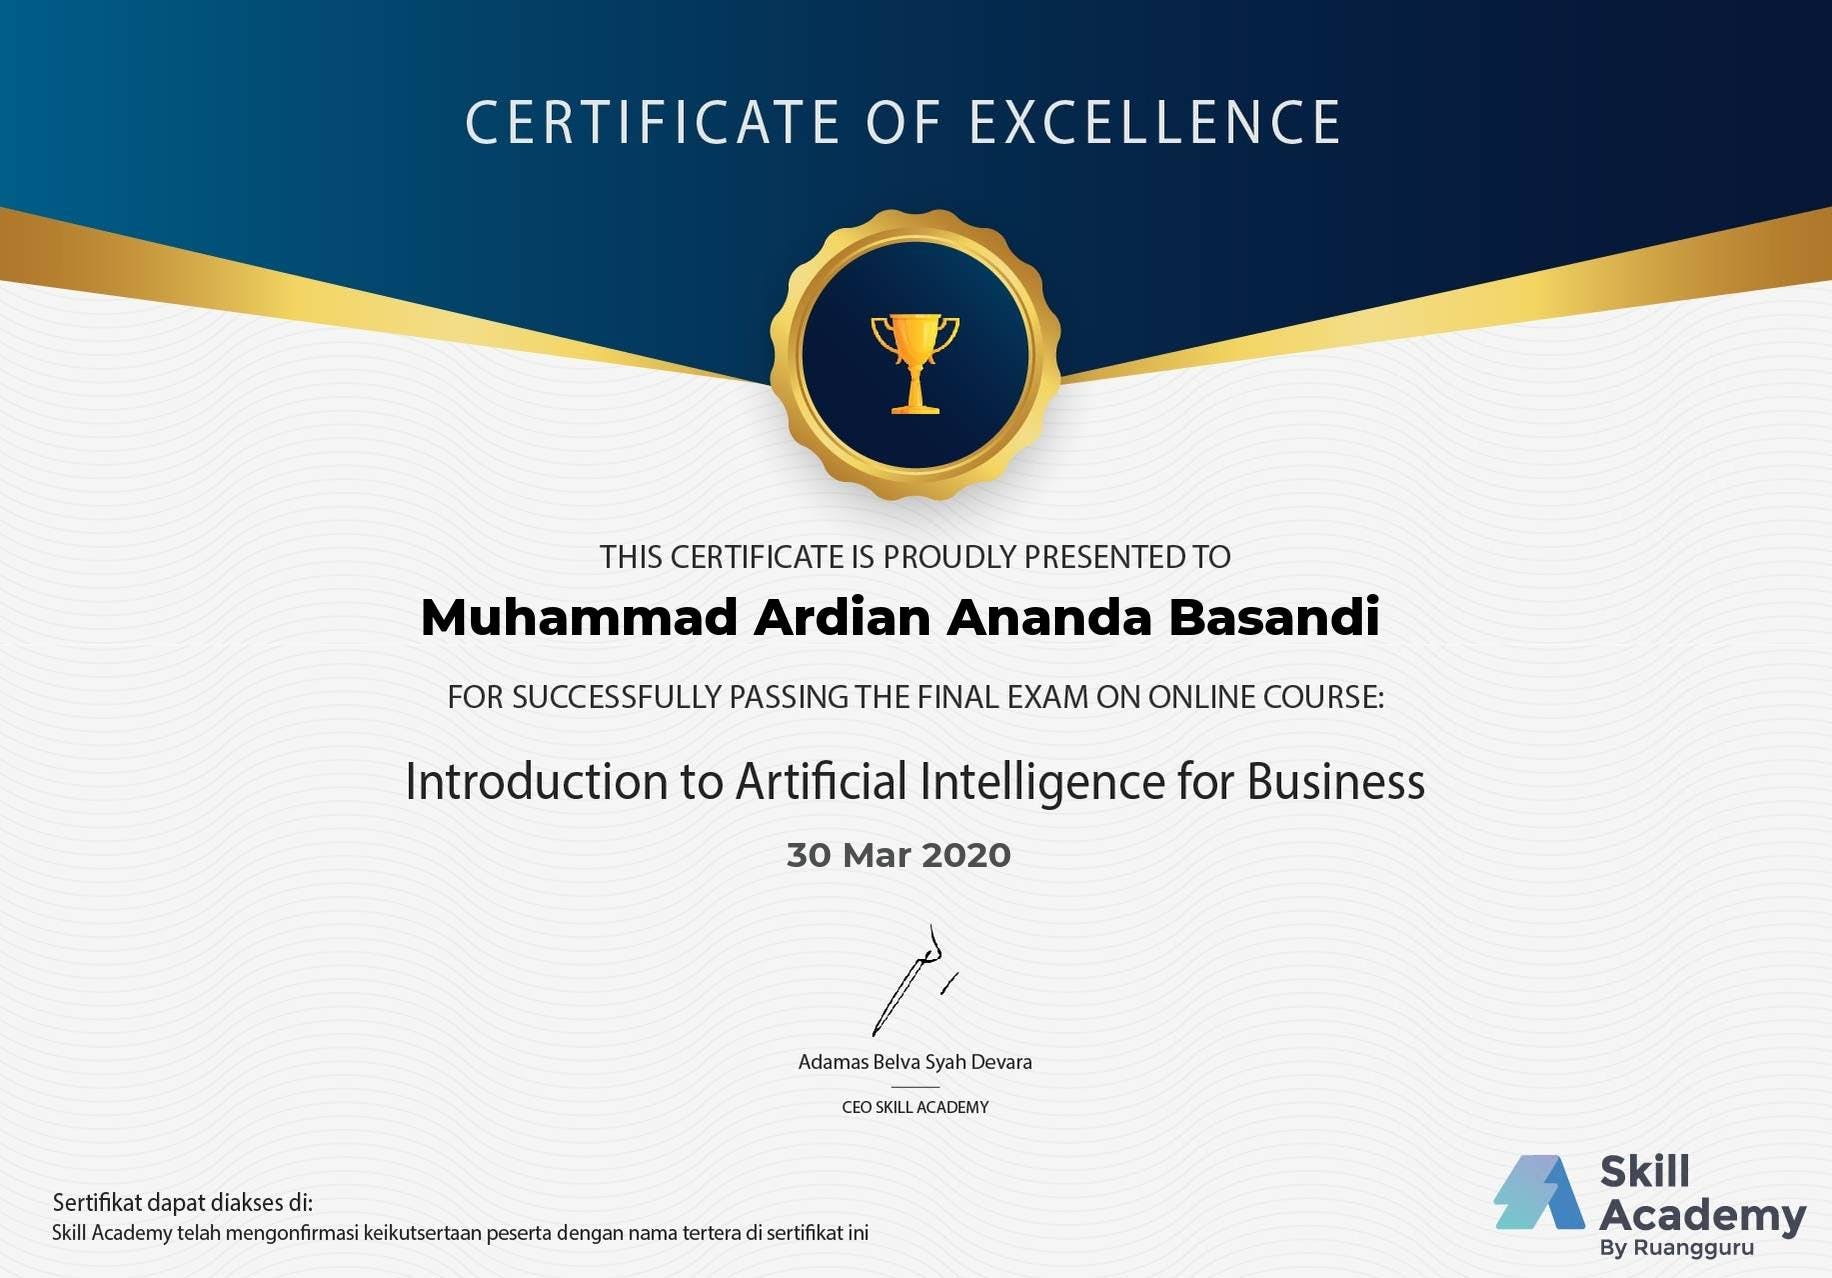 CERTIFICATE OF EXCELLENCE
THIS CERTIFICATE IS PROUDLY PRESENTED TO
Muhammad Ardian Ananda Basandi
FOR SUCCESSFULLY PASSING THE FINAL EXAM ON ONLINE COURSE:
Introduction to Artificial Intelligence for Business
30 Mar 2020
Adamas Belva Syah Devara
CEO SKILL ACADEMY
Sertifikat dapat diakses di:
Skill Academy telah mengonfirmasi keikutsertaan peserta dengan nama tertera di sertifikat ini
Skill
Academy
By Ruangguru